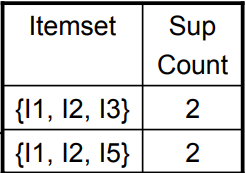 Itemset Sup
Count
{I1, I2, I3} 2
{I1, I2, I5} 2